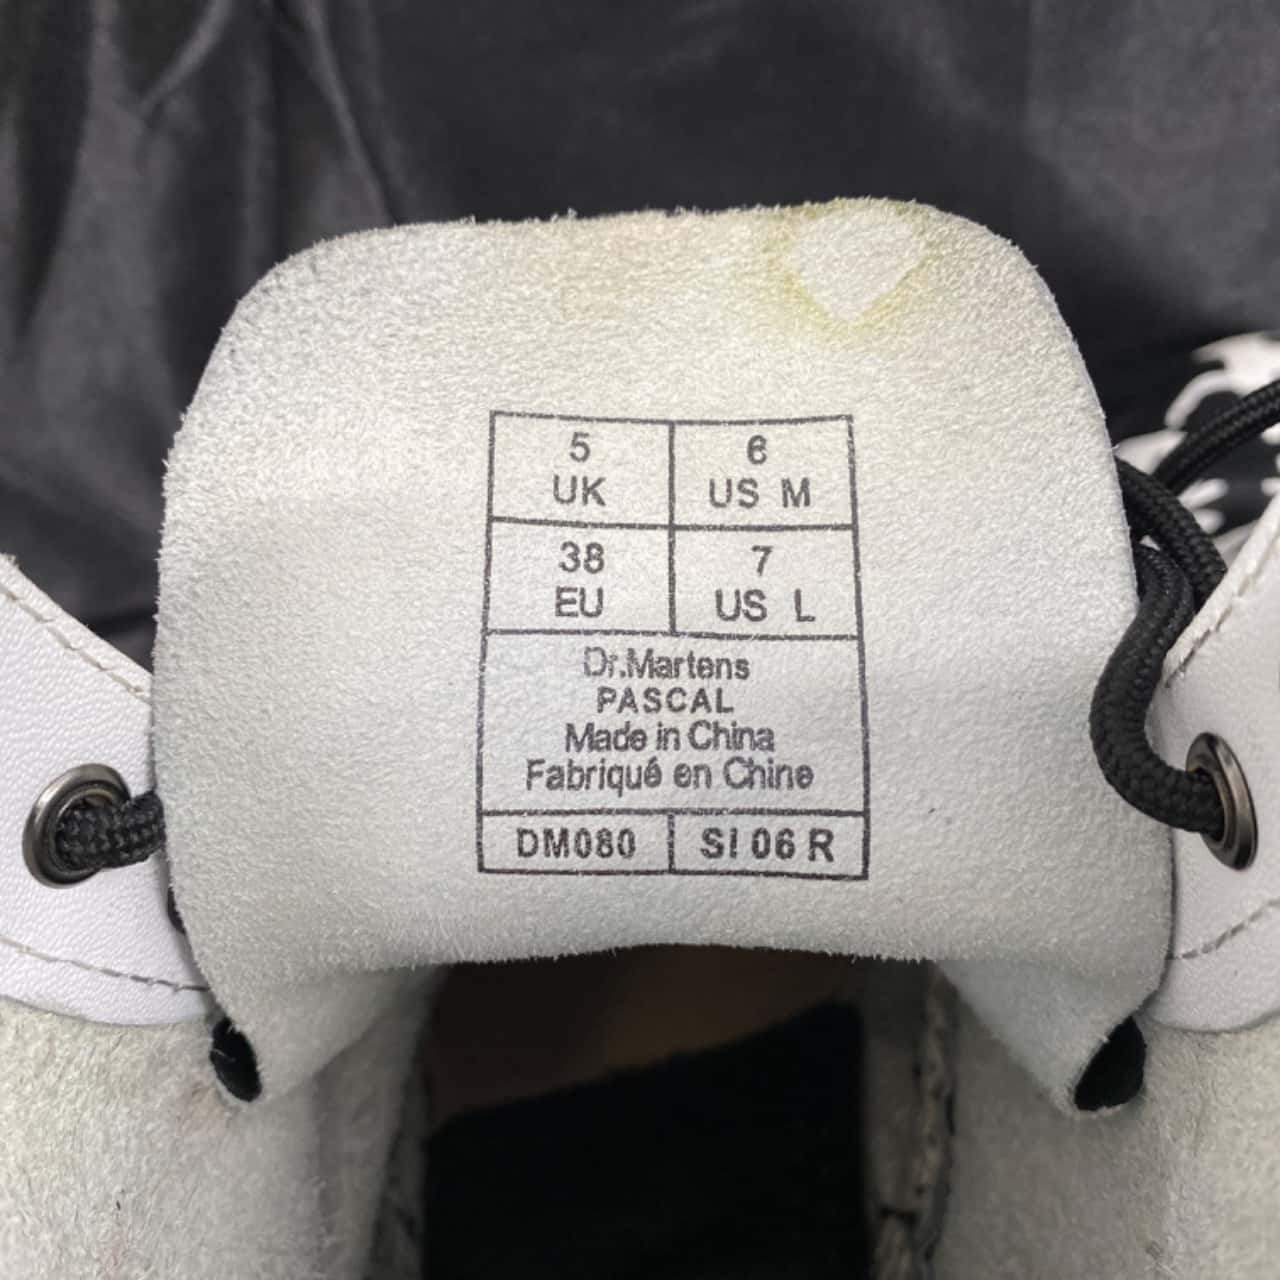 5
UK
6
US M
38
EU
7
US L
Dr.Martens
PASCAL
Made in China
Fabriqué en Chine
DM080
SI 06 R